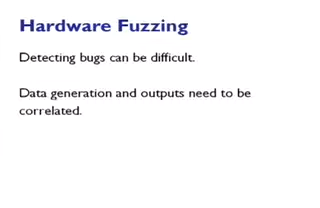 Hardware Fuzzing
Detecting bugs can be difficult.
Data generation and outputs need to be
correlated.